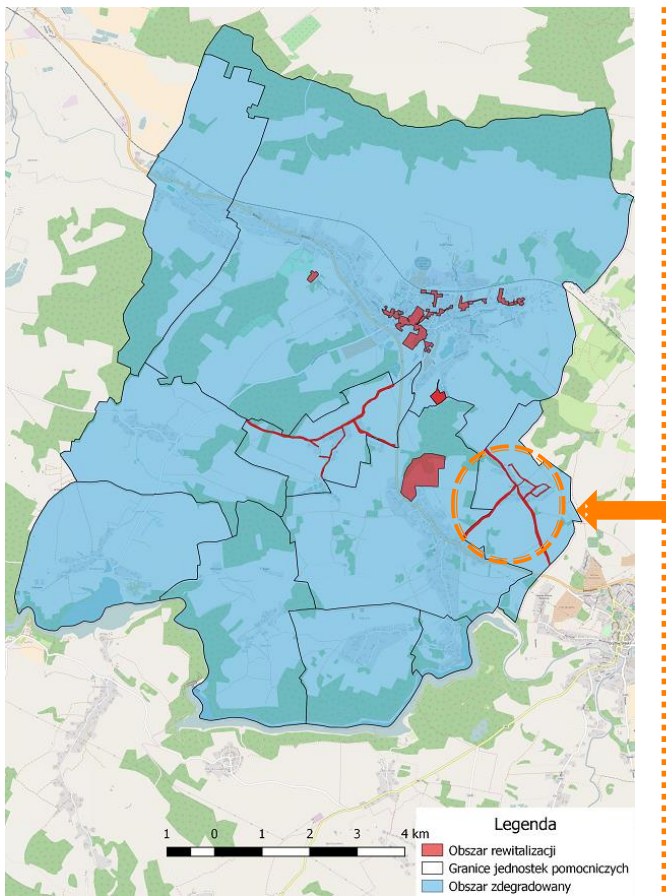 1 0 1 2 3 4 km
Legenda
Obszar rewitalizacji
Granice jednostek pomocniczych
Obszar zdegradowany